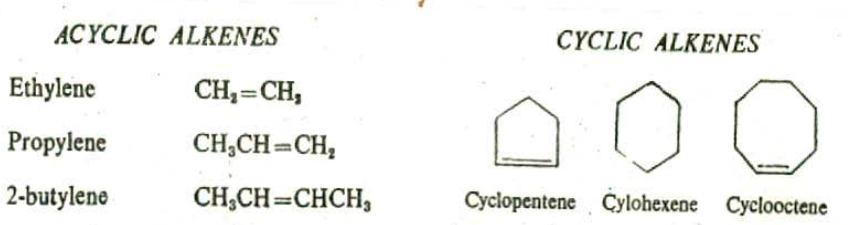 ACYCLIC ALKENES
Ethylene CH₂=CH₂
Propylene CH₃CH=CH₂
2-butylene CH₃CH=CHCH₃
CYCLIC ALKENES
Cyclopentene Cylohexene Cyclooctene